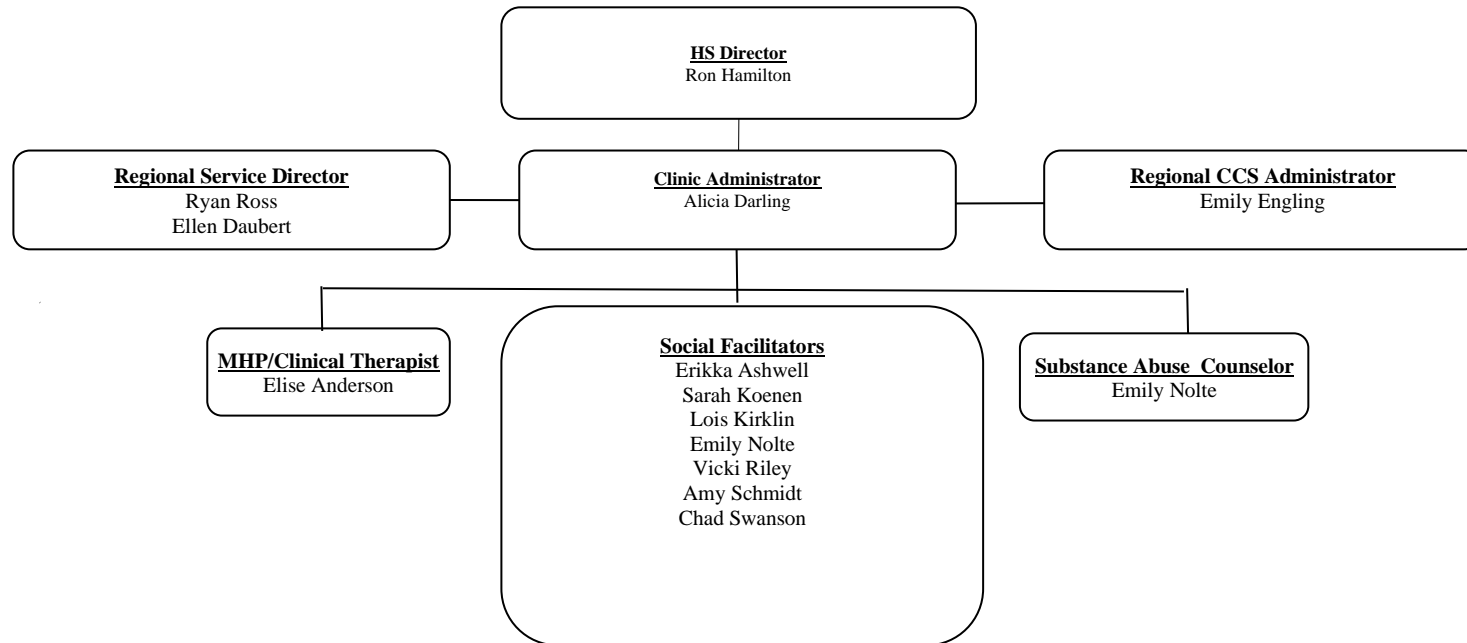 HS Director
Ron Hamilton
Regional Service Director
Ryan Ross
Ellen Daubert
Clinic Administrator
Alicia Darling
Regional CCS Administrator
Emily Engling
MHP/Clinical Therapist
Elise Anderson
Social Facilitators
Erikka Ashwell
Sarah Koenen
Lois Kirklin
Emily Nolte
Vicki Riley
Amy Schmidt
Chad Swanson
Substance Abuse Counselor
Emily Nolte